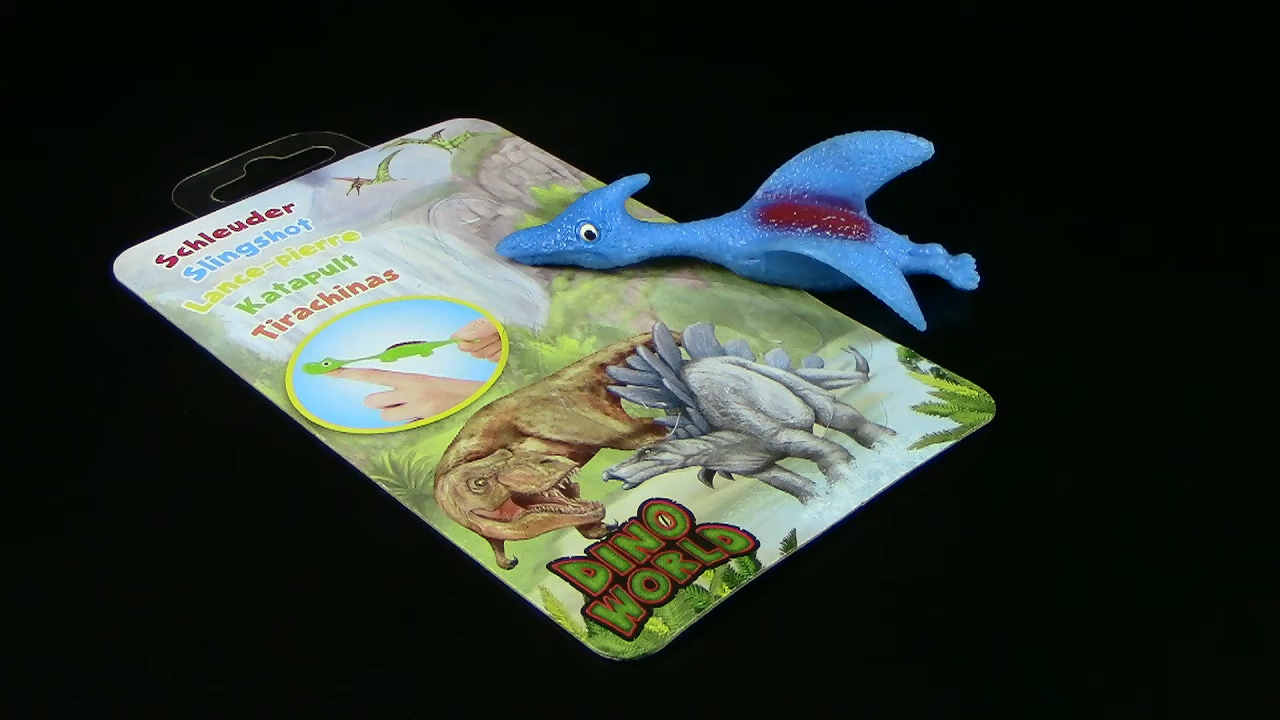 Schleuder
Slingshot
Lance-pierre
Katapult
Tirachinas
DINO
WORLD